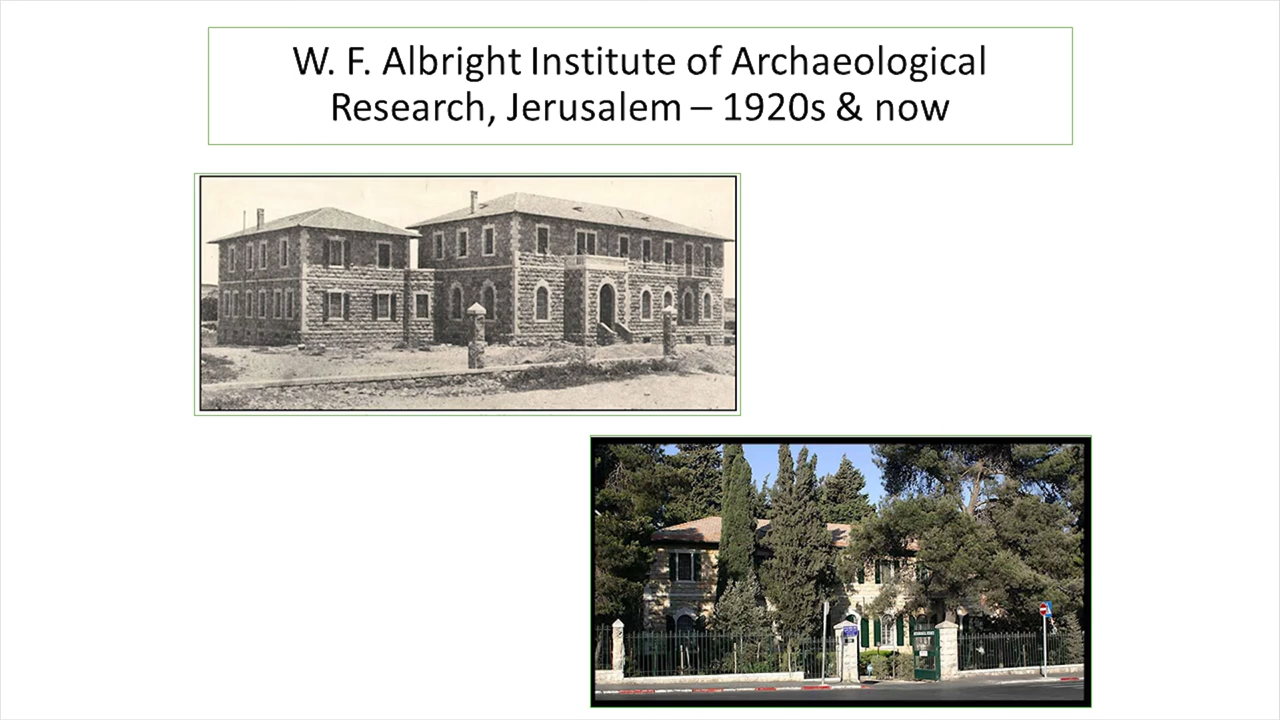 W. F. Albright Institute of Archaeological
Research, Jerusalem – 1920s & now